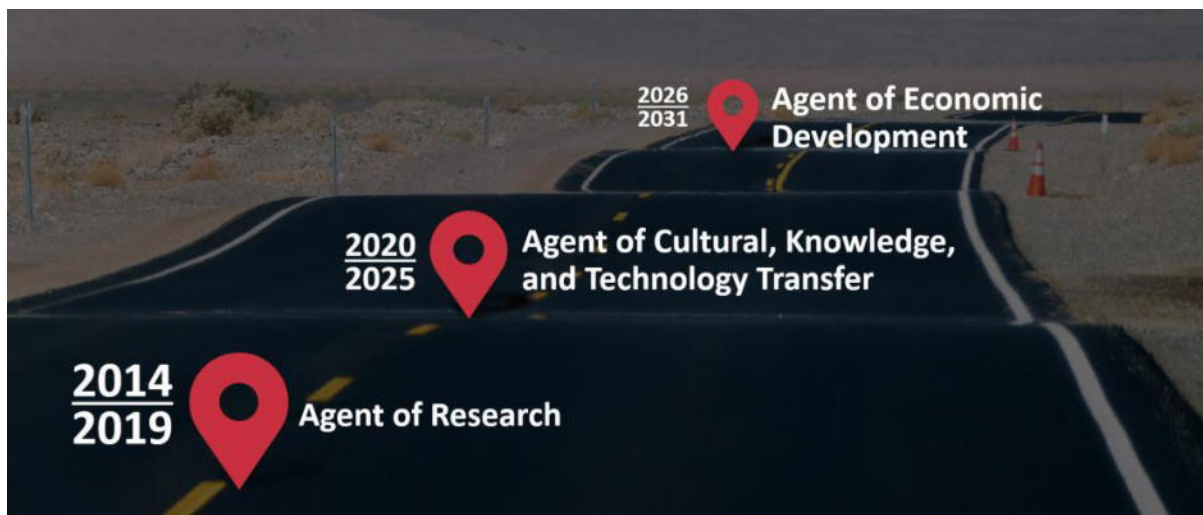 2026
2031
Agent of Economic
Development
2020
2025
Agent of Cultural, Knowledge,
and Technology Transfer
2014
2019
Agent of Research